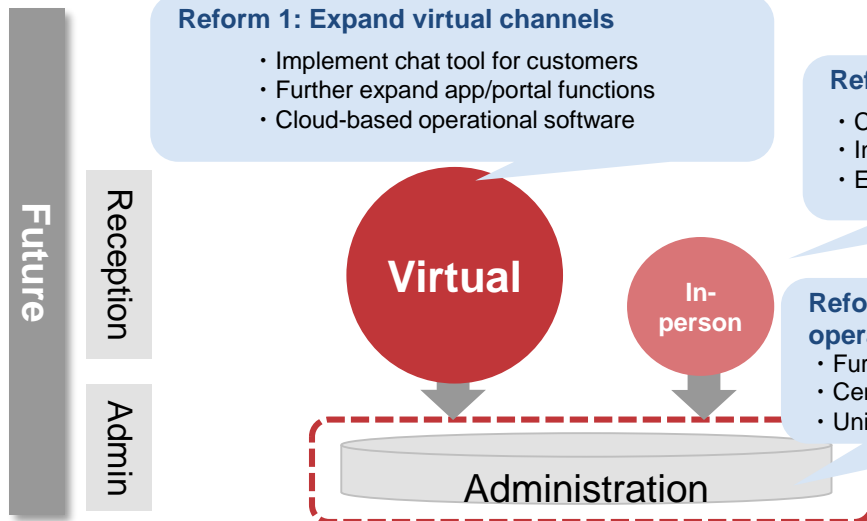 Reform 1: Expand virtual channels
・Implement chat tool for customers
・Further expand app/portal functions
・Cloud-based operational software
Future
Reception
Virtual
In-
person
Admin
Administration